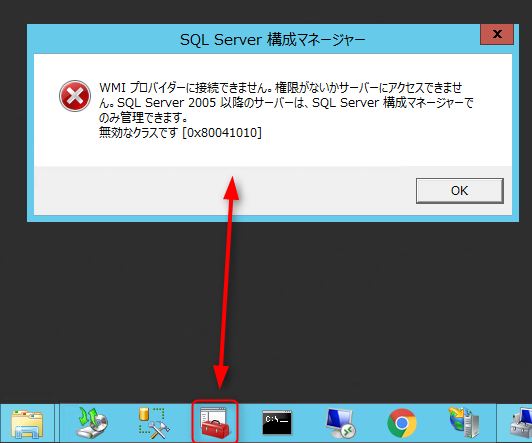 SQL Server 構成マネージャー
x
WMI プロバイダーに接続できません。権限がないかサーバーにアクセスできませ
ん。SQL Server 2005 以降のサーバーは、SQL Server 構成マネージャーで
のみ管理できます。
無効なクラスです [0x80041010]
OK
C:\_